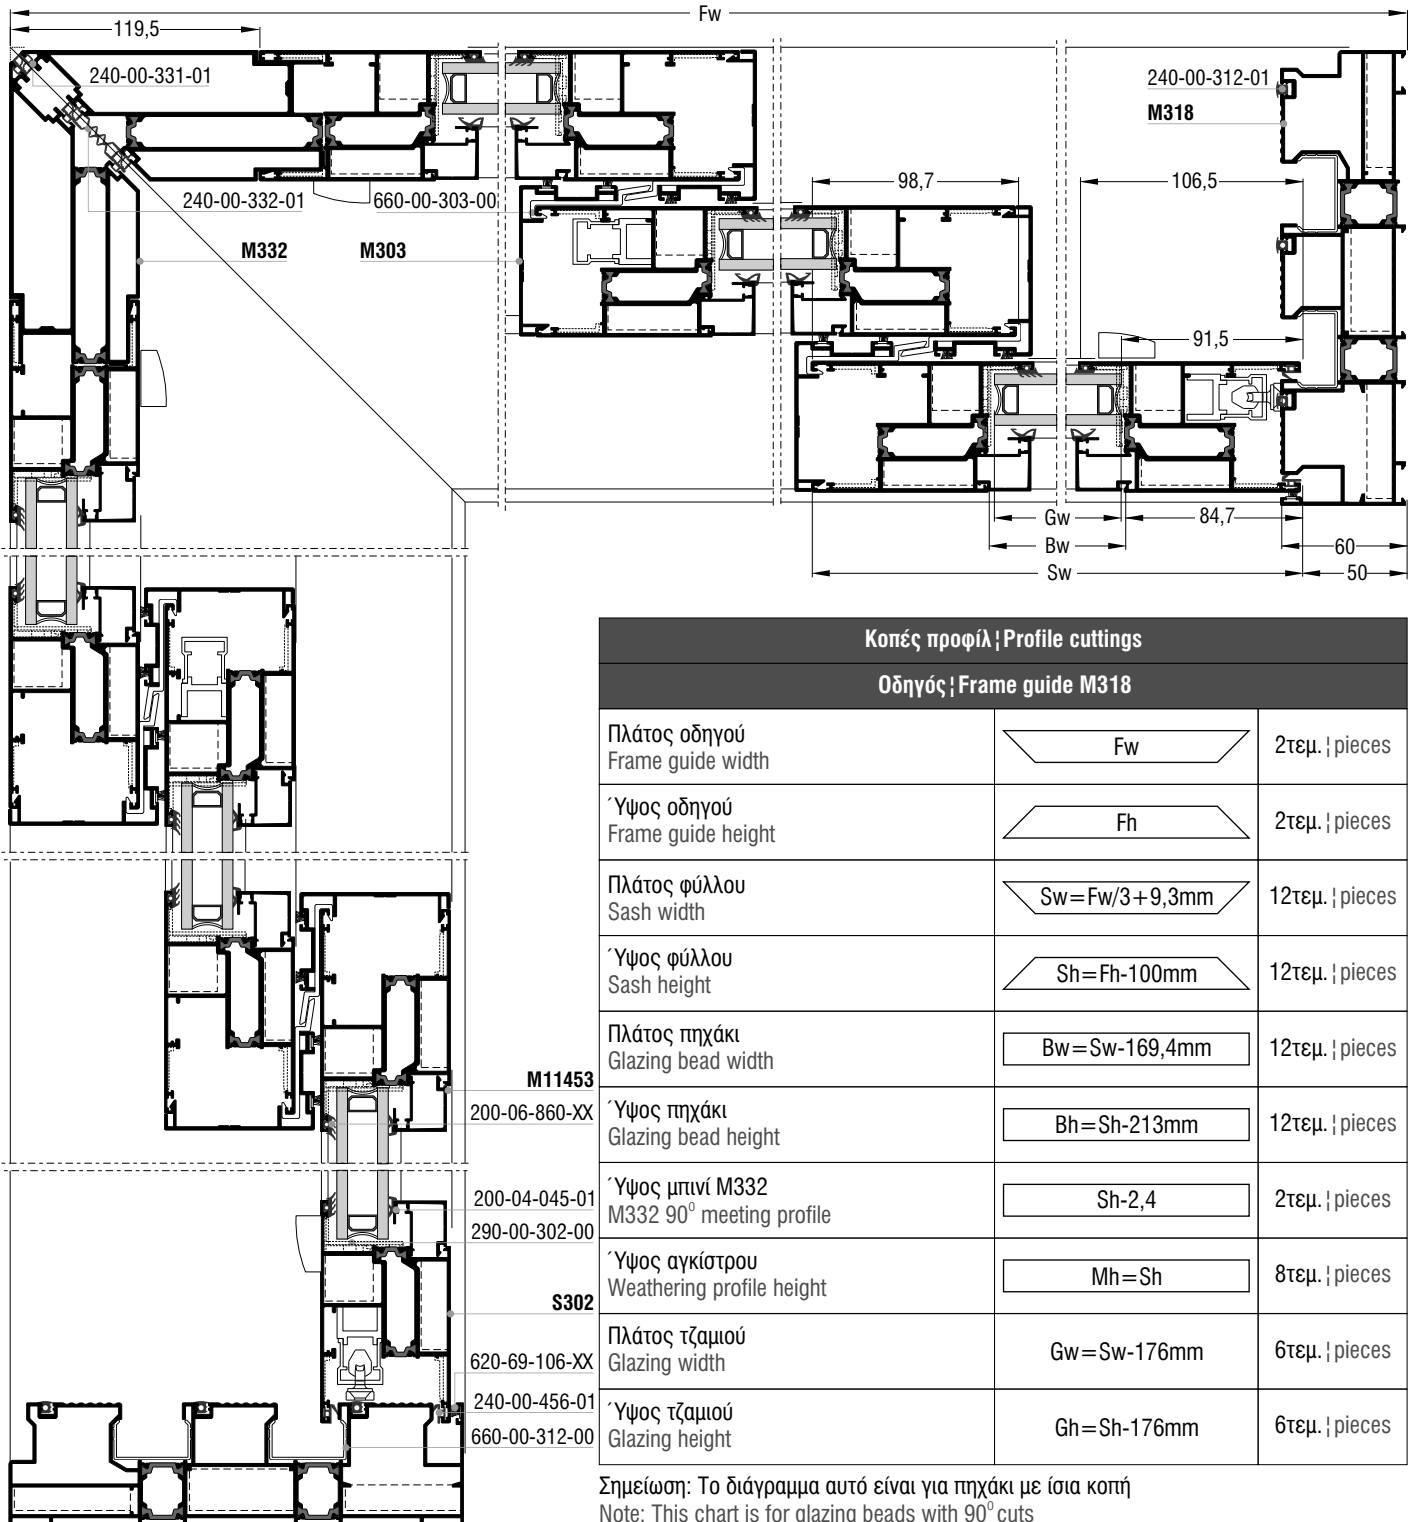 Fw
119,5
240-00-331-01
240-00-312-01
M318
98,7
106,5
240-00-332-01
660-00-303-00
M332
M303
91,5
Gw
84,7
Bw
60
Sw
50
Κοπές προφίλ¦Profile cuttings
Οδηγός¦Frame guide M318
Πλάτος οδηγού
Frame guide width
Fw
2τεμ.¦pieces
Ύψος οδηγού
Frame guide height
Fh
2τεμ.¦pieces
Πλάτος φύλλου
Sash width
Sw=Fw/3+9,3mm
12τεμ.¦pieces
Ύψος φύλλου
Sash height
Sh=Fh-100mm
12τεμ.¦pieces
Πλάτος πηχάκι
Glazing bead width
Bw=Sw-169,4mm
12τεμ.¦pieces
Ύψος πηχάκι
Glazing bead height
Bh=Sh-213mm
12τεμ.¦pieces
Ύψος μπινί M332
M332 90⁰ meeting profile
Sh-2,4
2τεμ.¦pieces
Ύψος αγκίστρου
Weathering profile height
Mh=Sh
8τεμ.¦pieces
Πλάτος τζαμιού
Glazing width
Gw=Sw-176mm
6τεμ.¦pieces
Ύψος τζαμιού
Glazing height
Gh=Sh-176mm
6τεμ.¦pieces
M11453
200-06-860-XX
200-04-045-01
290-00-302-00
S302
620-69-106-XX
240-00-456-01
660-00-312-00
Σημείωση: Το διάγραμμα αυτό είναι για πηχάκι με ίσια κοπή
Note: This chart is for glazing beads with 90⁰ cuts